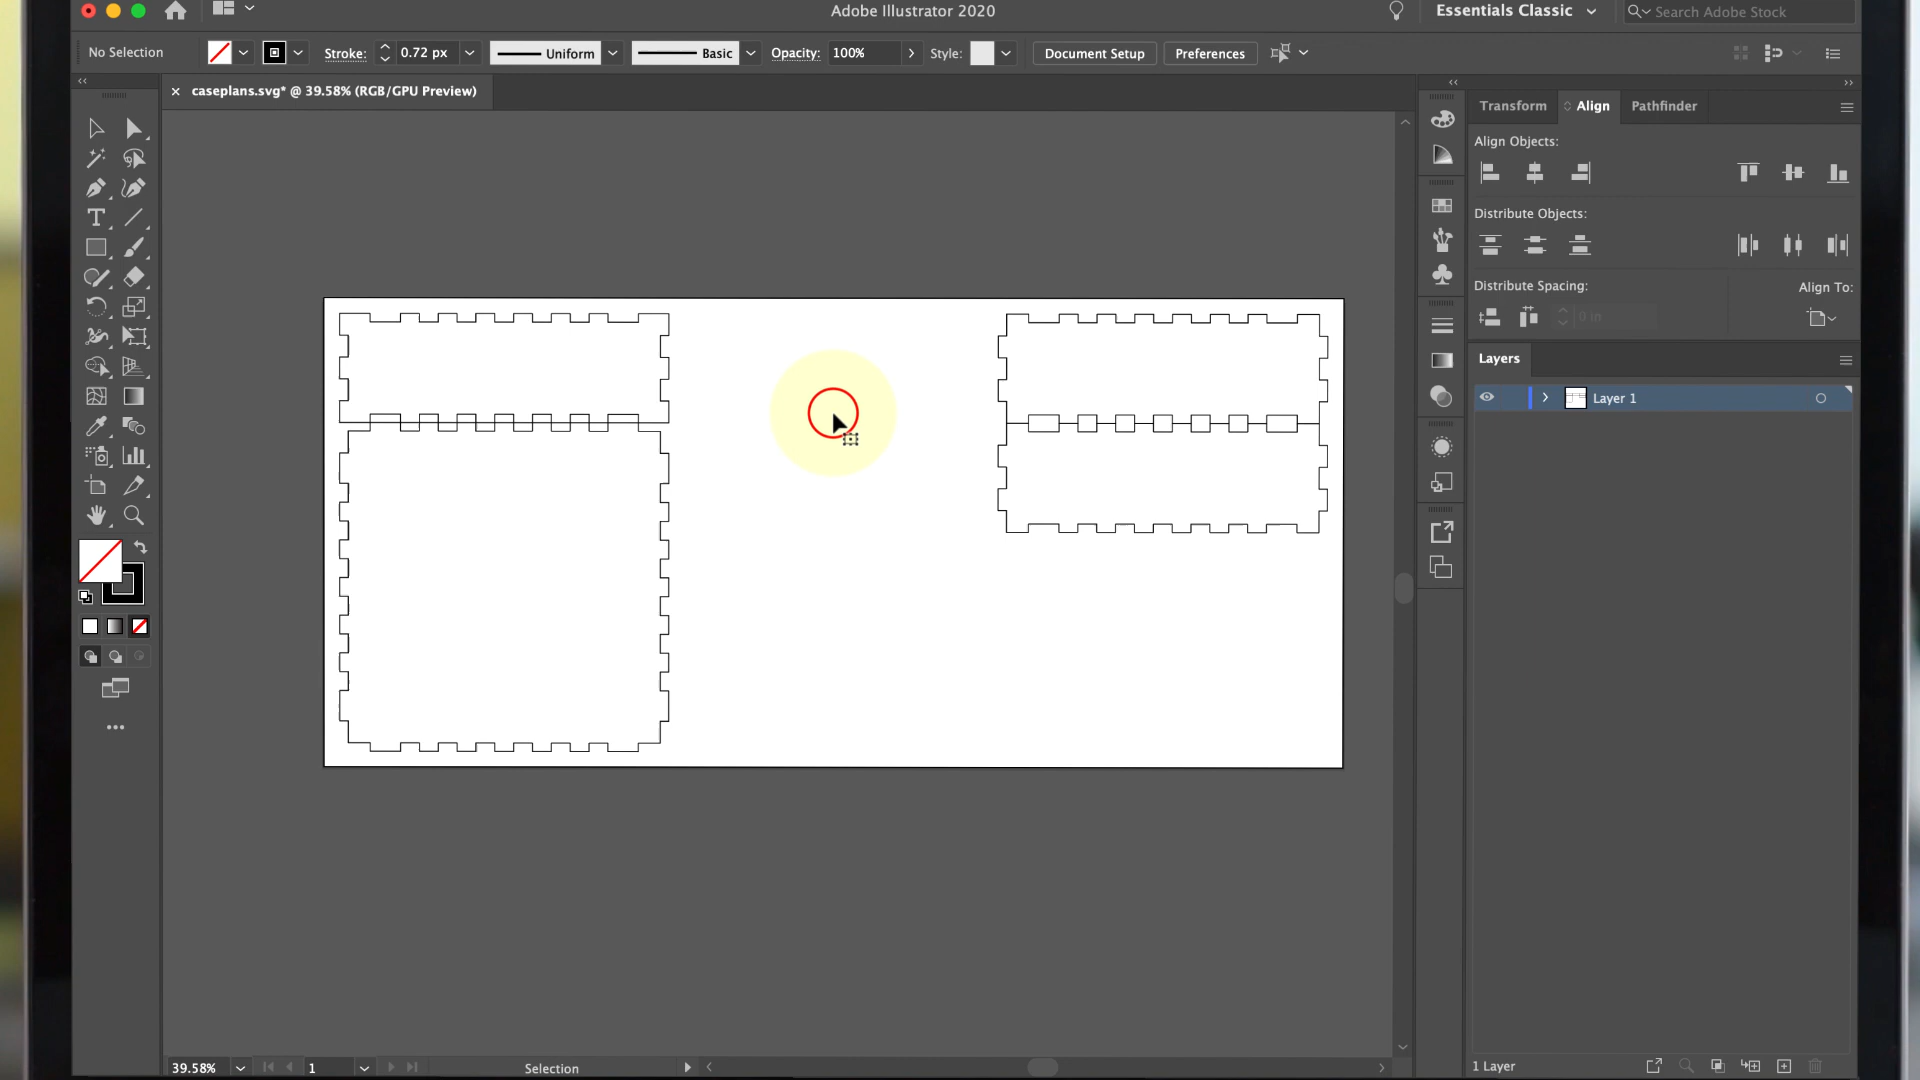 Adobe Illustrator 2020
Essentials Classic
Search Adobe Stock
No Selection
Stroke:
0.72 px
Uniform
Basic
Opacity:
100%
Style:
Document Setup
Preferences
caseplans.svg* @ 39.58% (RGB/GPU Preview)
Transform
Align
Pathfinder
Align Objects:
Distribute Objects:
Distribute Spacing:
Align To:
0 in
Layers
Layer 1
39.58%
1
Selection
1 Layer